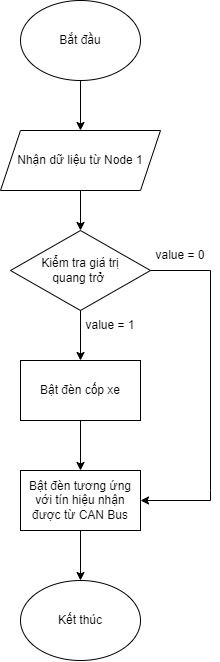 Bắt đầu
Nhận dữ liệu từ Node 1
Kiểm tra giá trị
quang trở
value = 0
value = 1
Bật đèn cốp xe
Bật đèn tương ứng
với tín hiệu nhận
được từ CAN Bus
Kết thúc